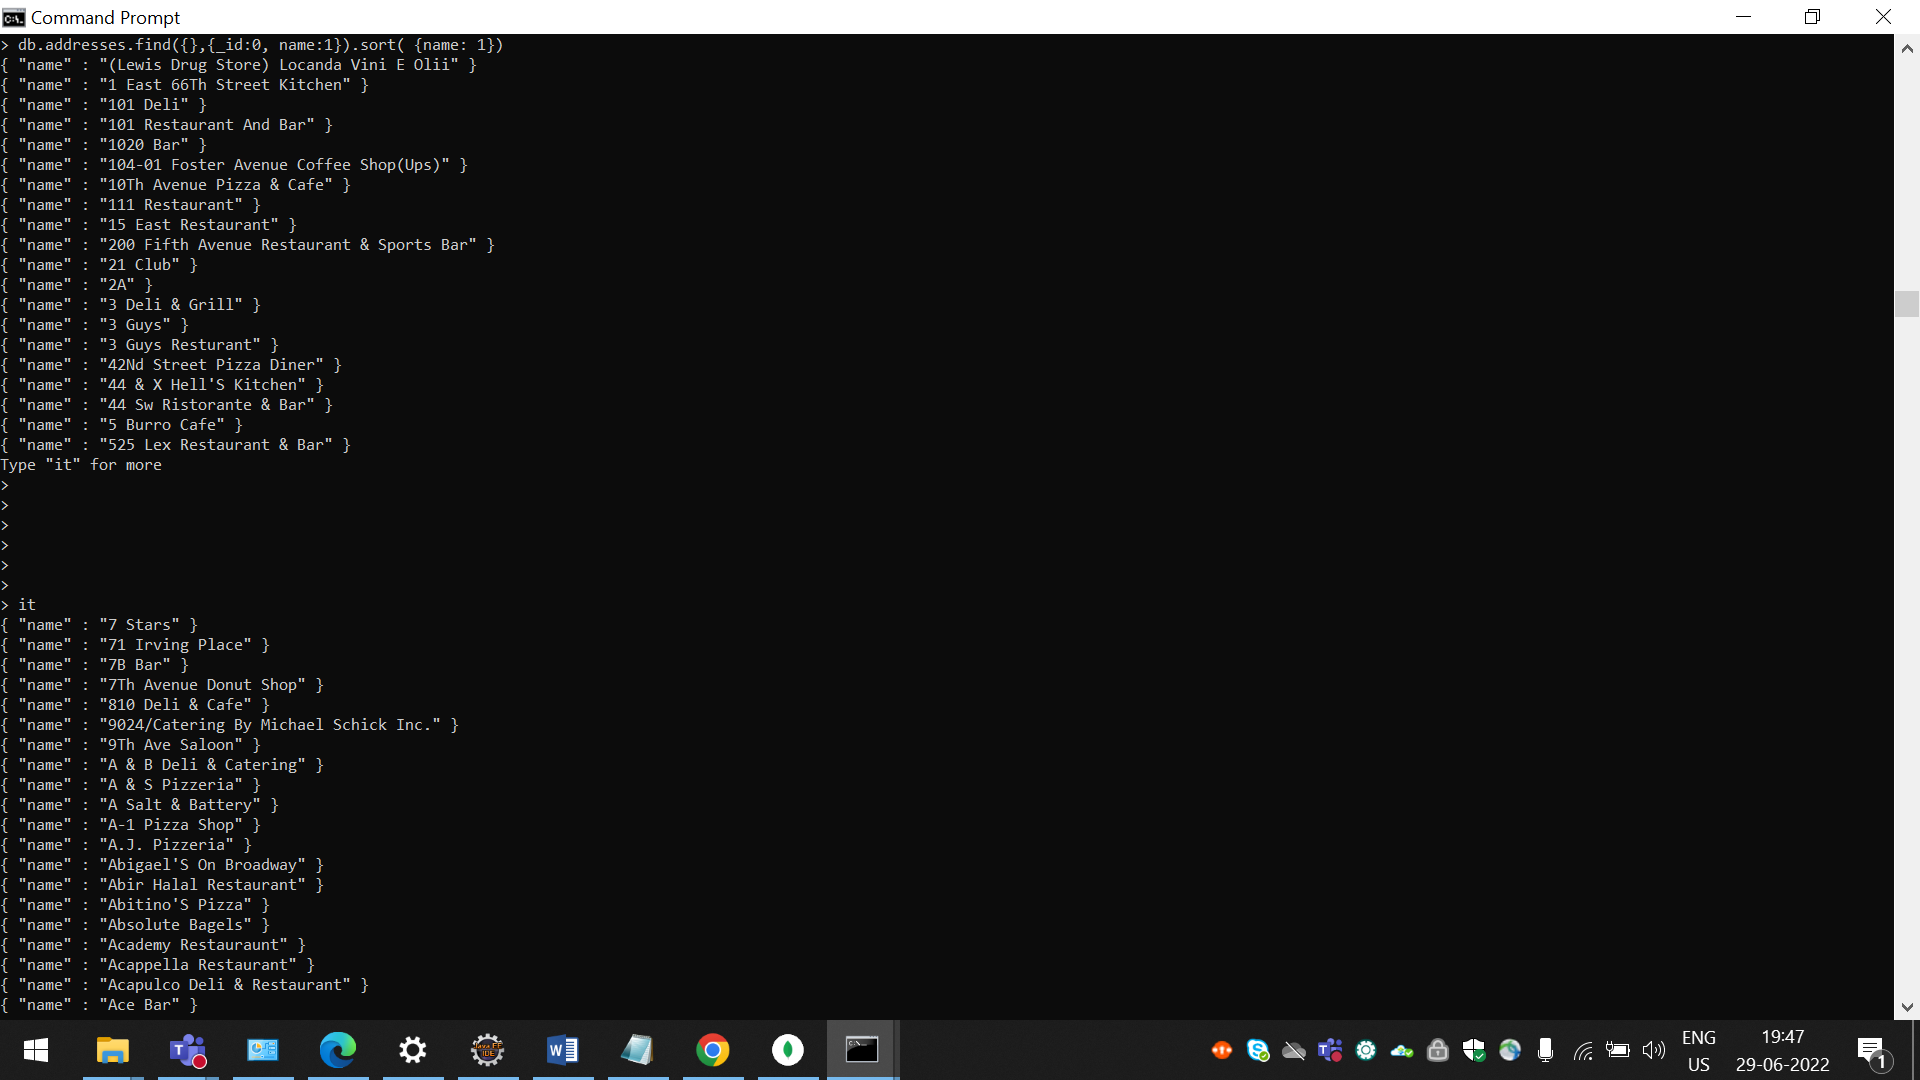 Command Prompt
> db.addresses.find({},{_id:0, name:1}).sort( {name: 1})
{ "name" : "(Lewis Drug Store) Locanda Vini E Olii" }
{ "name" : "1 East 66Th Street Kitchen" }
{ "name" : "101 Deli" }
{ "name" : "101 Restaurant And Bar" }
{ "name" : "1020 Bar" }
{ "name" : "104-01 Foster Avenue Coffee Shop(Ups)" }
{ "name" : "10Th Avenue Pizza & Cafe" }
{ "name" : "111 Restaurant" }
{ "name" : "15 East Restaurant" }
{ "name" : "200 Fifth Avenue Restaurant & Sports Bar" }
{ "name" : "21 Club" }
{ "name" : "2A" }
{ "name" : "3 Deli & Grill" }
{ "name" : "3 Guys" }
{ "name" : "3 Guys Resturant" }
{ "name" : "42Nd Street Pizza Diner" }
{ "name" : "44 & X Hell'S Kitchen" }
{ "name" : "44 Sw Ristorante & Bar" }
{ "name" : "5 Burro Cafe" }
{ "name" : "525 Lex Restaurant & Bar" }
Type "it" for more
>
>
>
>
>
>
> it
{ "name" : "7 Stars" }
{ "name" : "71 Irving Place" }
{ "name" : "7B Bar" }
{ "name" : "7Th Avenue Donut Shop" }
{ "name" : "810 Deli & Cafe" }
{ "name" : "9024/Catering By Michael Schick Inc." }
{ "name" : "9Th Ave Saloon" }
{ "name" : "A & B Deli & Catering" }
{ "name" : "A & S Pizzeria" }
{ "name" : "A Salt & Battery" }
{ "name" : "A-1 Pizza Shop" }
{ "name" : "A.J. Pizzeria" }
{ "name" : "Abigael'S On Broadway" }
{ "name" : "Abir Halal Restaurant" }
{ "name" : "Abitino'S Pizza" }
{ "name" : "Absolute Bagels" }
{ "name" : "Academy Restauraunt" }
{ "name" : "Acappella Restaurant" }
{ "name" : "Acapulco Deli & Restaurant" }
{ "name" : "Ace Bar" }
ENG
US
19:47
29-06-2022
1